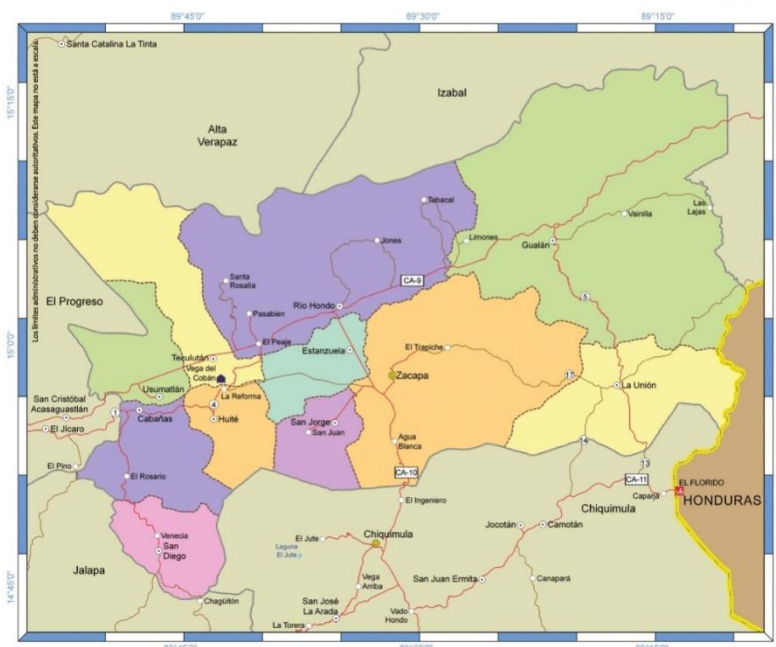 89°45'0"
89°30'0"
89°15'0"
Santa Catalina La Tinta
Los límites administrativos no deben considerarse autoritativos. Este mapa no está a escala.
15°15'0"
Izabal
Alta
Verapaz
Tabacal
Las
Lajas
Vainilla
Jones
Limones
Gualán
CA-9
Santa
Rosalia
El Progreso
5
Río Hondo
Pasabien
15°0'0"
El Peaje
Estanzuela
El Trapiche
Teculután
Vega del
Cobán
Zacapa
17
La Unión
Usumatlán
La Reforma
San Cristóbal
Acasaguastlán
1
Cabañas
4
Huité
San Jorge
San Juan
El Jícaro
Agua
Blanca
14
13
El Pino
El Rosario
CA-10
CA-11
EL FLORIDO
Caparja
HONDURAS
El Ingeniero
Chiquimula
Jocotán
Camotán
Venecia
San
Diego
El Jute
Chiquimula
Laguna
El Jute
Jalapa
Vega
Arriba
San Juan Ermita
Canapará
14°45'0"
Chagüitón
San José
La Arada
Vado
Hondo
La Torera